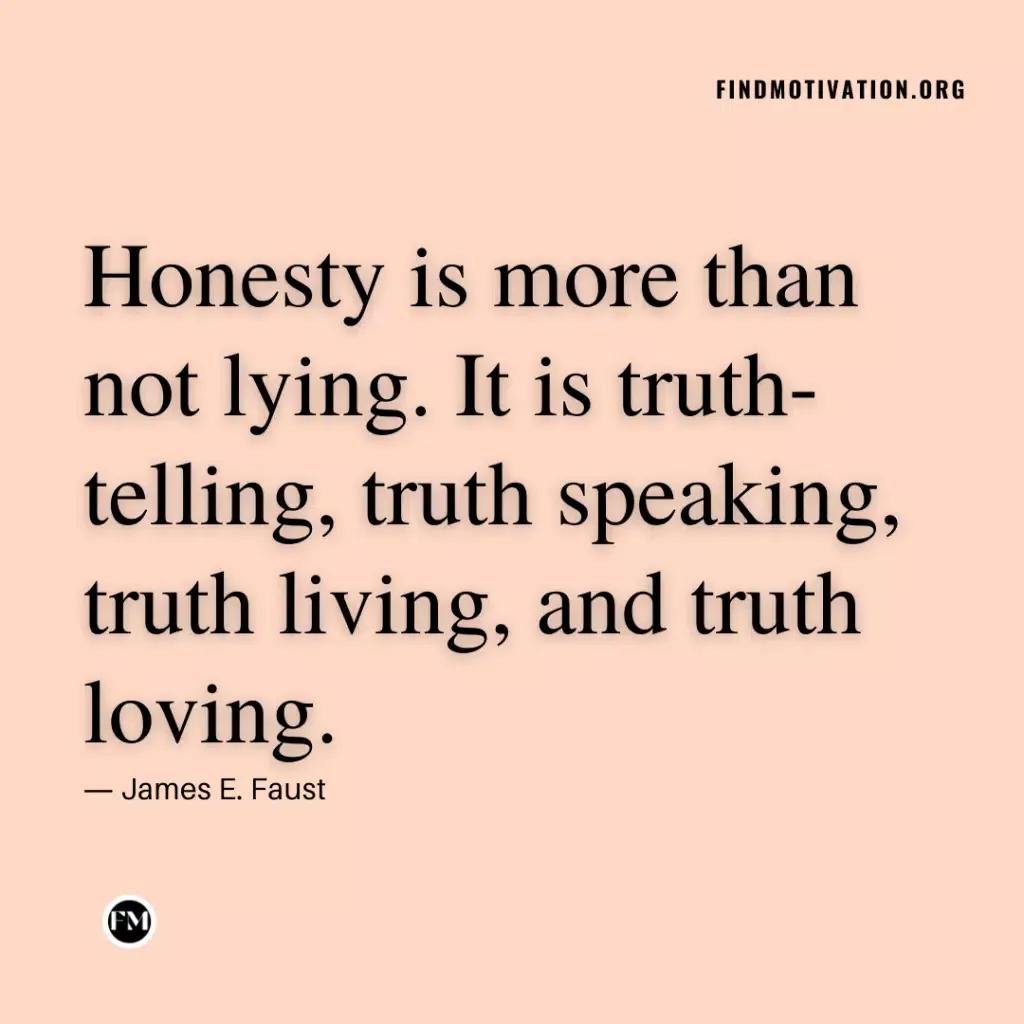 FINDMOTIVATION.ORG
Honesty is more than
not lying. It is truth-
telling, truth speaking,
truth living, and truth
loving.
— James E. Faust
FM